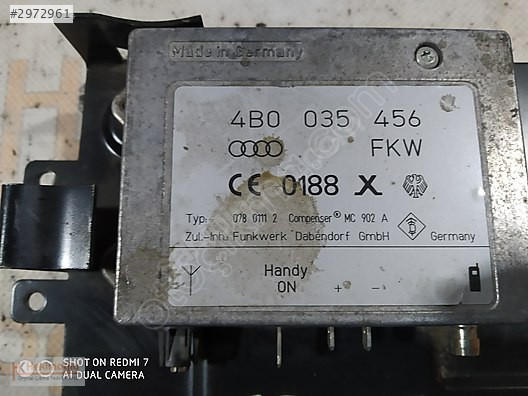 #2972961
Made in Germany
4B0 035 456
FKW
CE 0188 X
Typ: 078 0111 2 Compenser® MC 902 A
Zul.-Inh. Funkwerk Dabendorf GmbH Germany
Handy
ON + -
SHOT ON REDMI 7
AI DUAL CAMERA